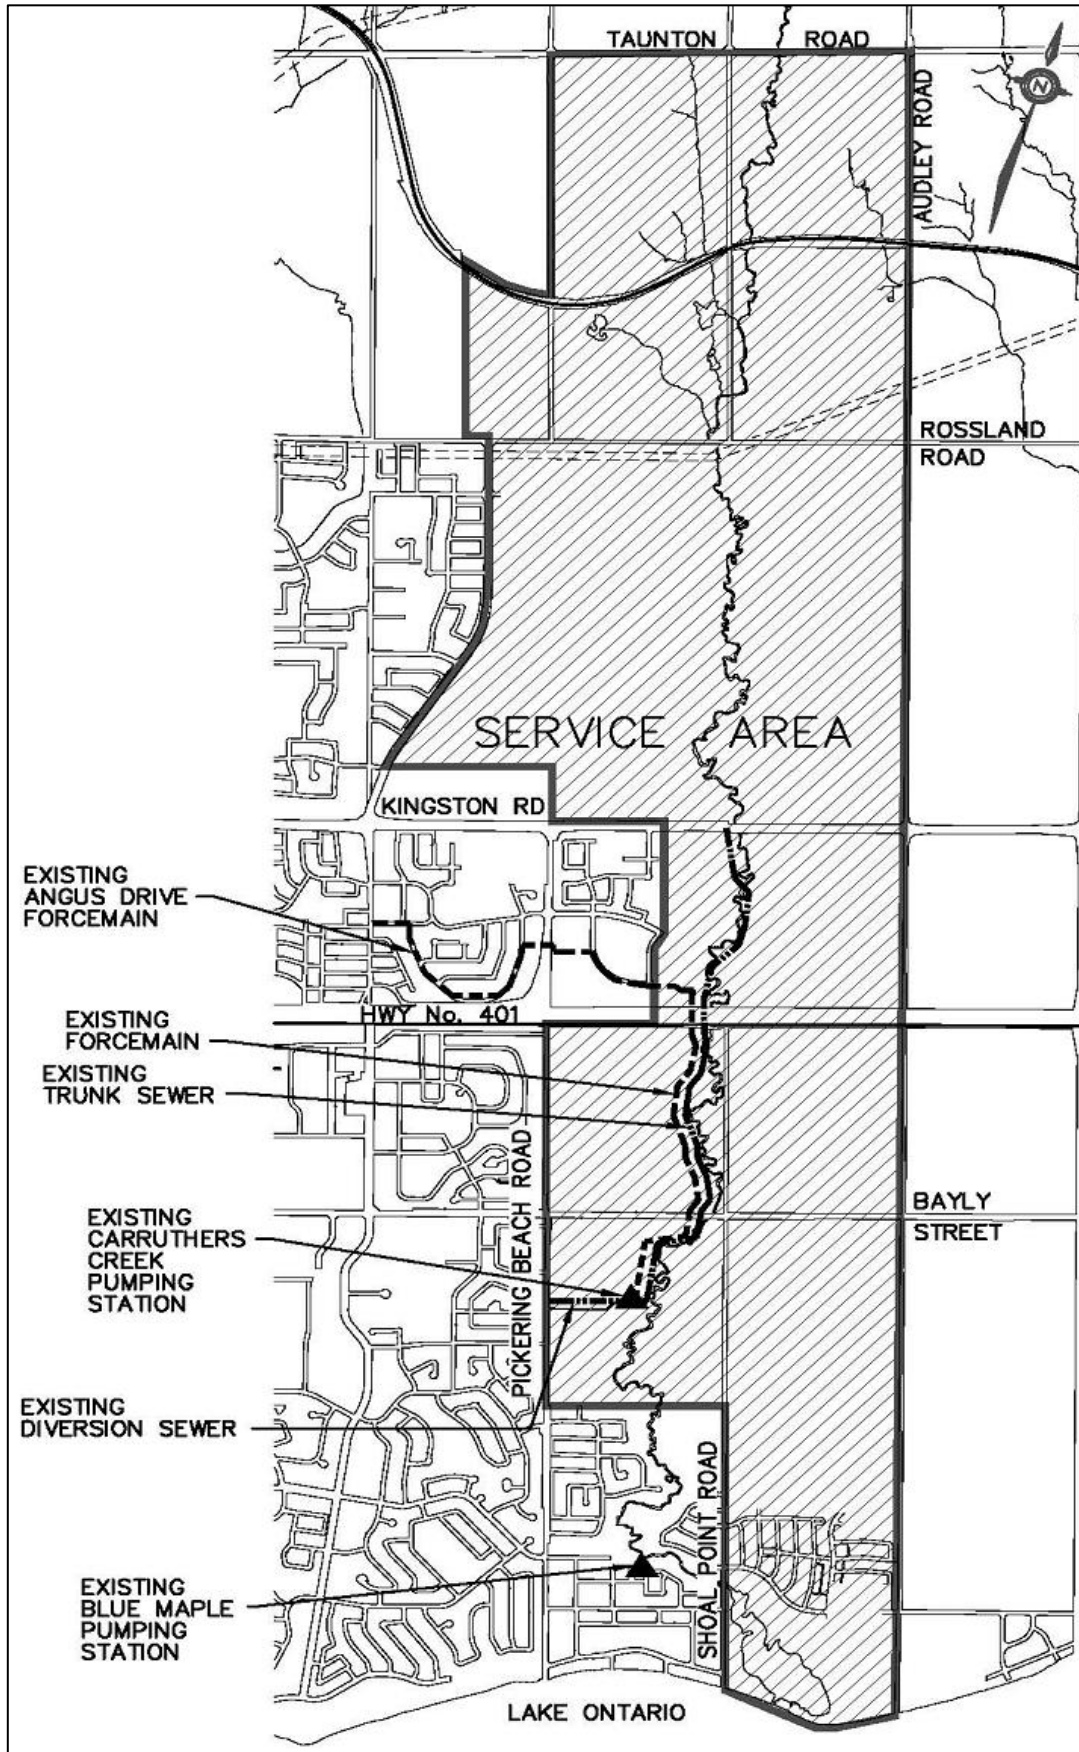 TAUNTON ROAD
N
AUDLEY ROAD
ROSSLAND
ROAD
SERVICE AREA
KINGSTON RD
EXISTING
ANGUS DRIVE
FORCEMAIN
HWY No. 401
EXISTING
FORCEMAIN
EXISTING
TRUNK SEWER
PICKERING BEACH ROAD
BAYLY
STREET
EXISTING
CARRUTHERS
CREEK
PUMPING
STATION
EXISTING
DIVERSION SEWER
SHOAL POINT ROAD
EXISTING
BLUE MAPLE
PUMPING
STATION
LAKE ONTARIO